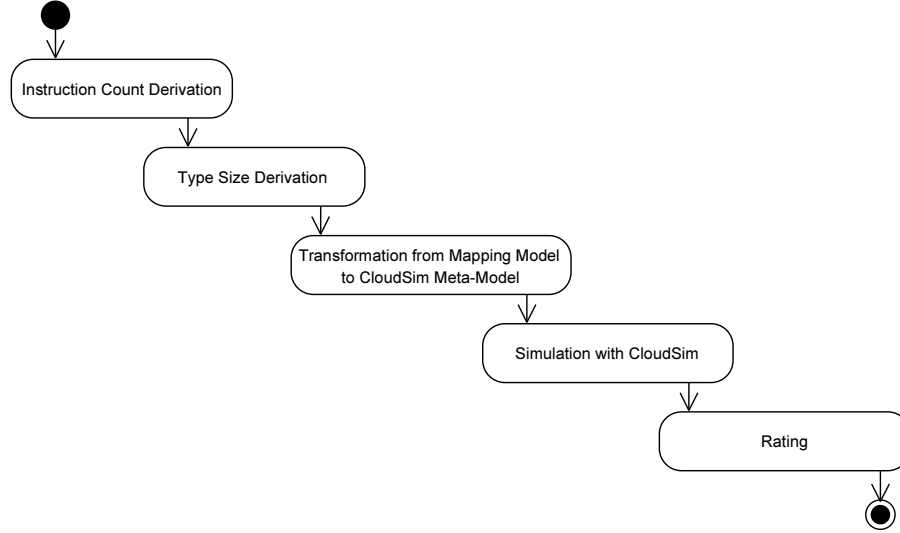 Instruction Count Derivation
Type Size Derivation
Transformation from Mapping Model
to CloudSim Meta-Model
Simulation with CloudSim
Rating